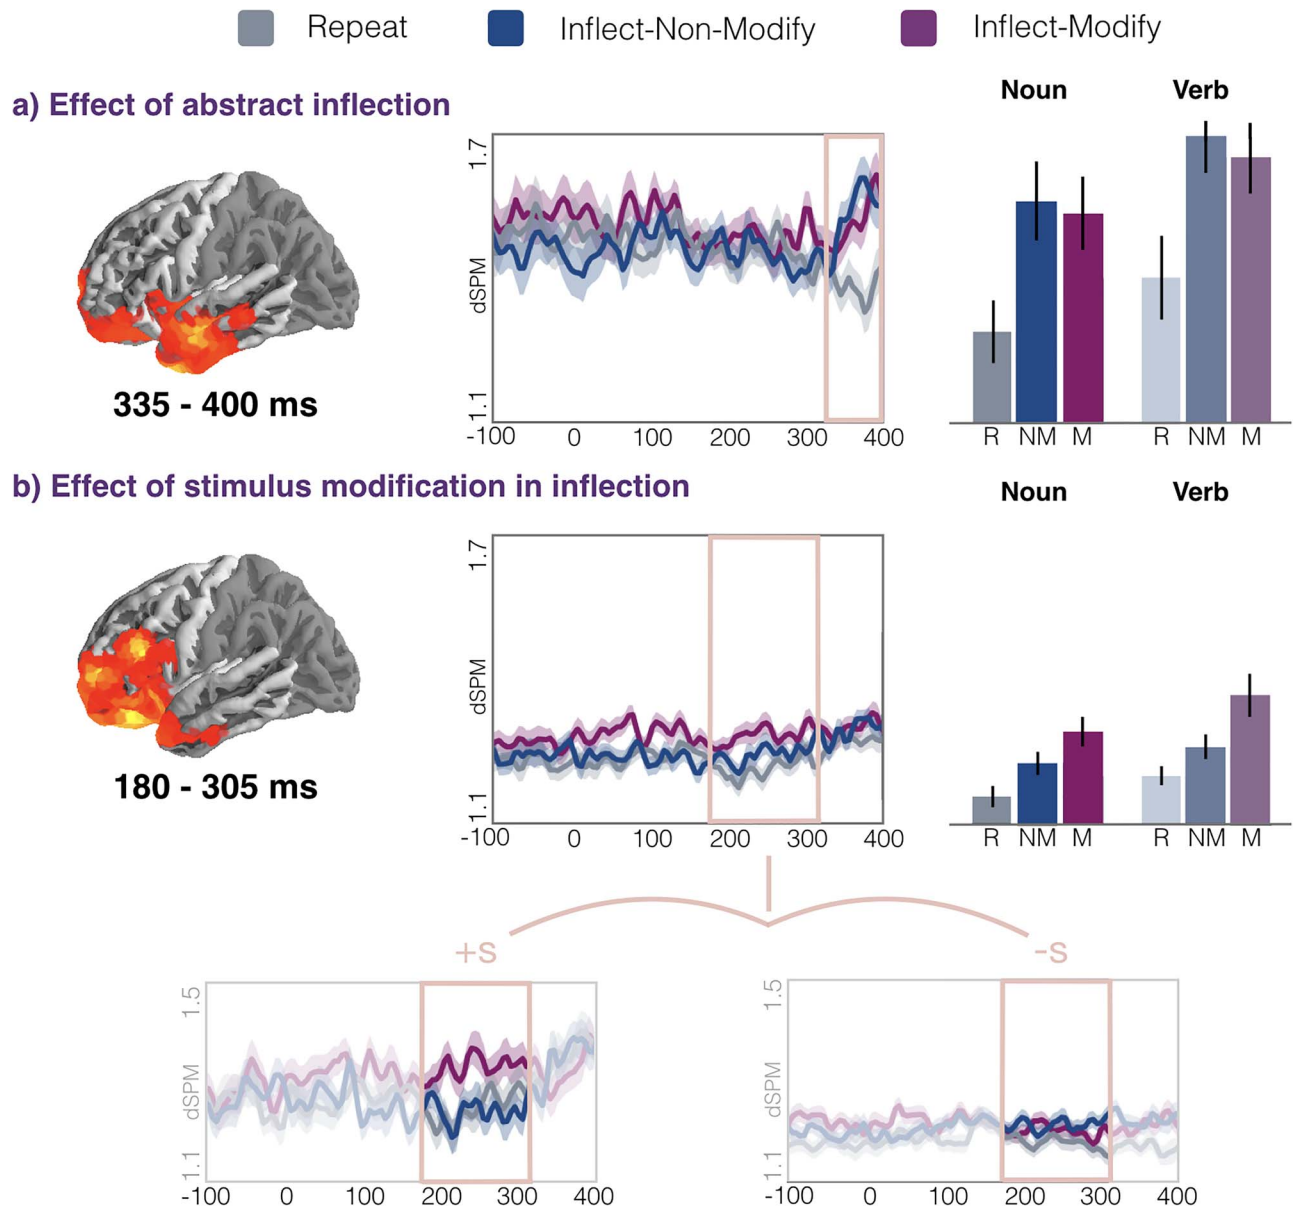 Repeat Inflect-Non-Modify Inflect-Modify
a) Effect of abstract inflection
Noun Verb
1.7
dSPM
1.1
335 - 400 ms
-100 0 100 200 300 400
R NM M R NM M
b) Effect of stimulus modification in inflection
Noun Verb
1.7
dSPM
1.1
180 - 305 ms
-100 0 100 200 300 400
R NM M R NM M
+s -s
1.5 1.5
dSPM dSPM
1.1 1.1
-100 0 100 200 300 400 -100 0 100 200 300 400